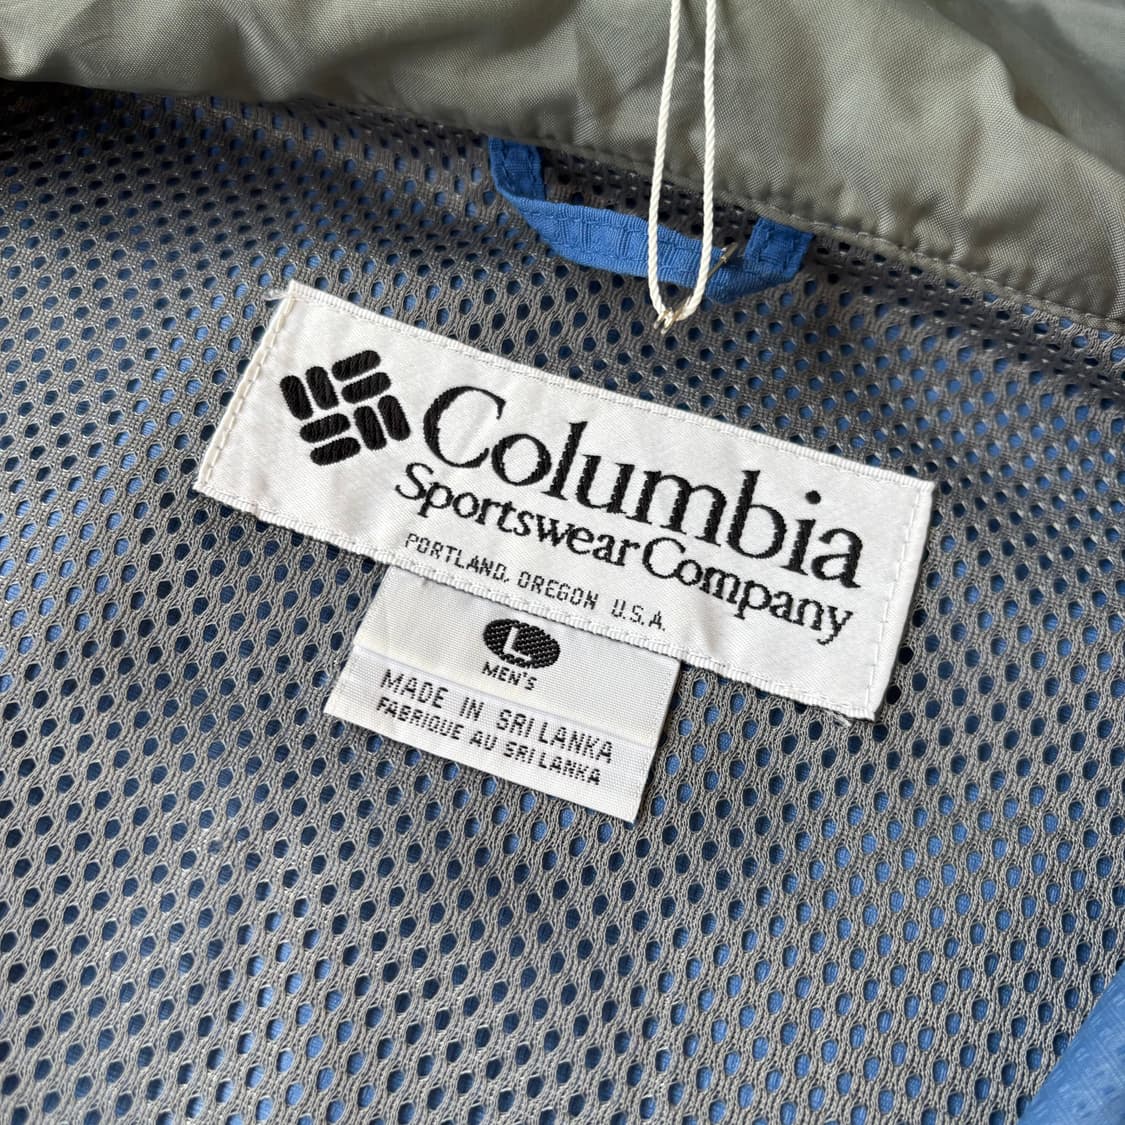 Columbia
Sportswear Company
PORTLAND, OREGON U.S.A.
L
MEN'S
MADE IN SRI LANKA
FABRIQUE AU SRI LANKA